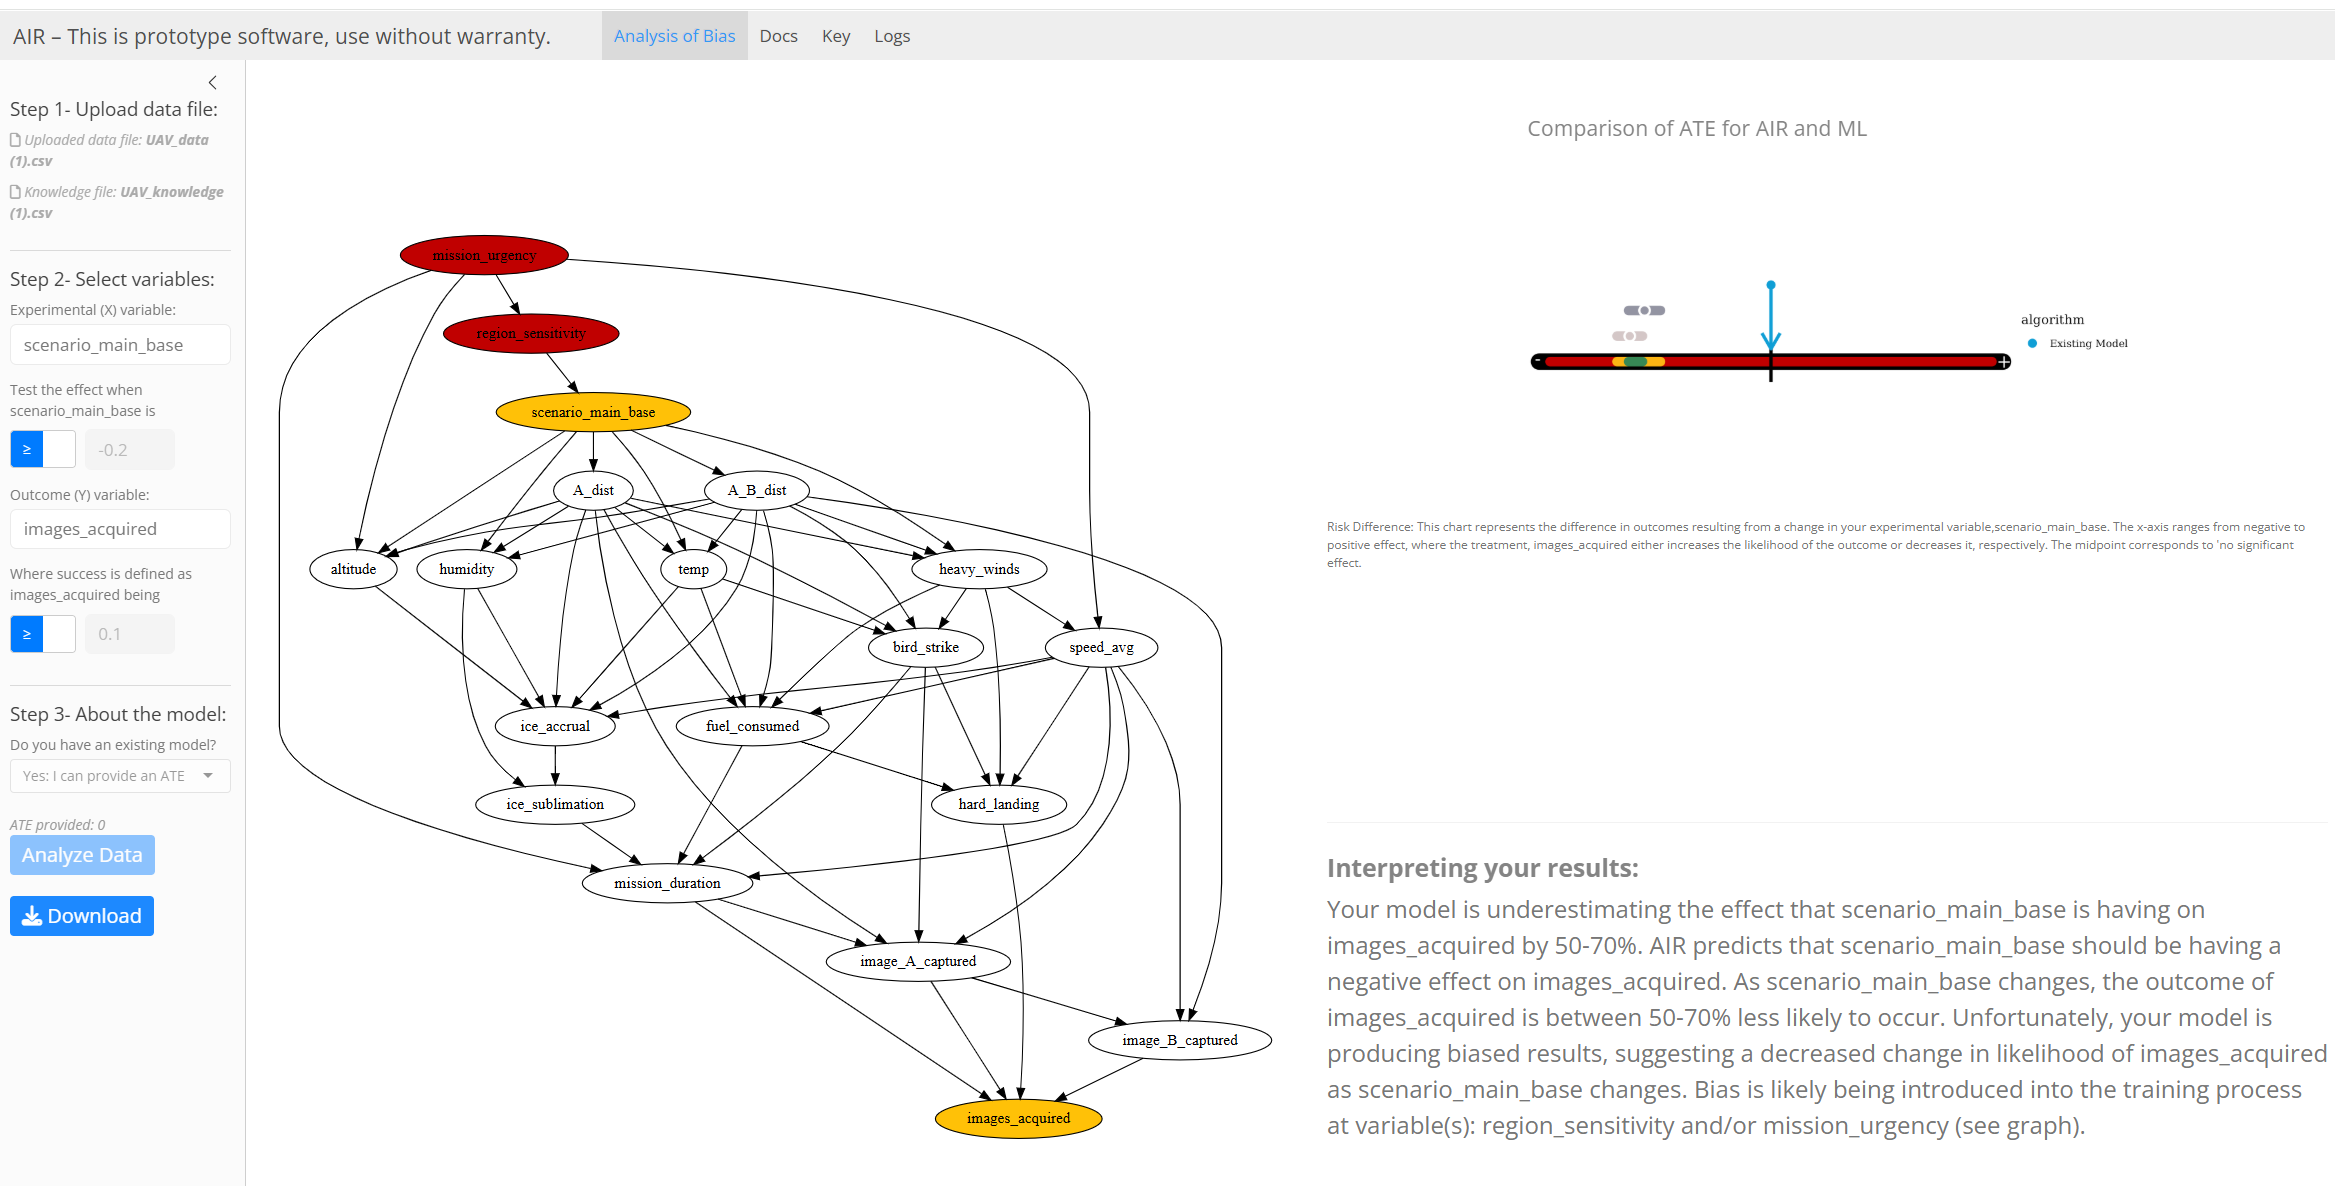 AIR – This is prototype software, use without warranty.
Analysis of Bias
Docs
Key
Logs
Step 1- Upload data file:
Uploaded data file: UAV_data
(1).csv
Knowledge file: UAV_knowledge
(1).csv
Step 2- Select variables:
Experimental (X) variable:
scenario_main_base
Test the effect when
scenario_main_base is
≥
-0.2
Outcome (Y) variable:
images_acquired
Where success is defined as
images_acquired being
≥
0.1
Step 3- About the model:
Do you have an existing model?
Yes: I can provide an ATE
ATE provided: 0
Analyze Data
Download
mission_urgency
region_sensitivity
scenario_main_base
A_dist
A_B_dist
altitude
humidity
temp
heavy_winds
bird_strike
speed_avg
ice_accrual
fuel_consumed
ice_sublimation
hard_landing
mission_duration
image_A_captured
image_B_captured
images_acquired
Comparison of ATE for AIR and ML
-
+
algorithm
Existing Model
Risk Difference: This chart represents the difference in outcomes resulting from a change in your experimental variable,scenario_main_base. The x-axis ranges from negative to
positive effect, where the treatment, images_acquired either increases the likelihood of the outcome or decreases it, respectively. The midpoint corresponds to 'no significant
effect.
Interpreting your results:
Your model is underestimating the effect that scenario_main_base is having on
images_acquired by 50-70%. AIR predicts that scenario_main_base should be having a
negative effect on images_acquired. As scenario_main_base changes, the outcome of
images_acquired is between 50-70% less likely to occur. Unfortunately, your model is
producing biased results, suggesting a decreased change in likelihood of images_acquired
as scenario_main_base changes. Bias is likely being introduced into the training process
at variable(s): region_sensitivity and/or mission_urgency (see graph).